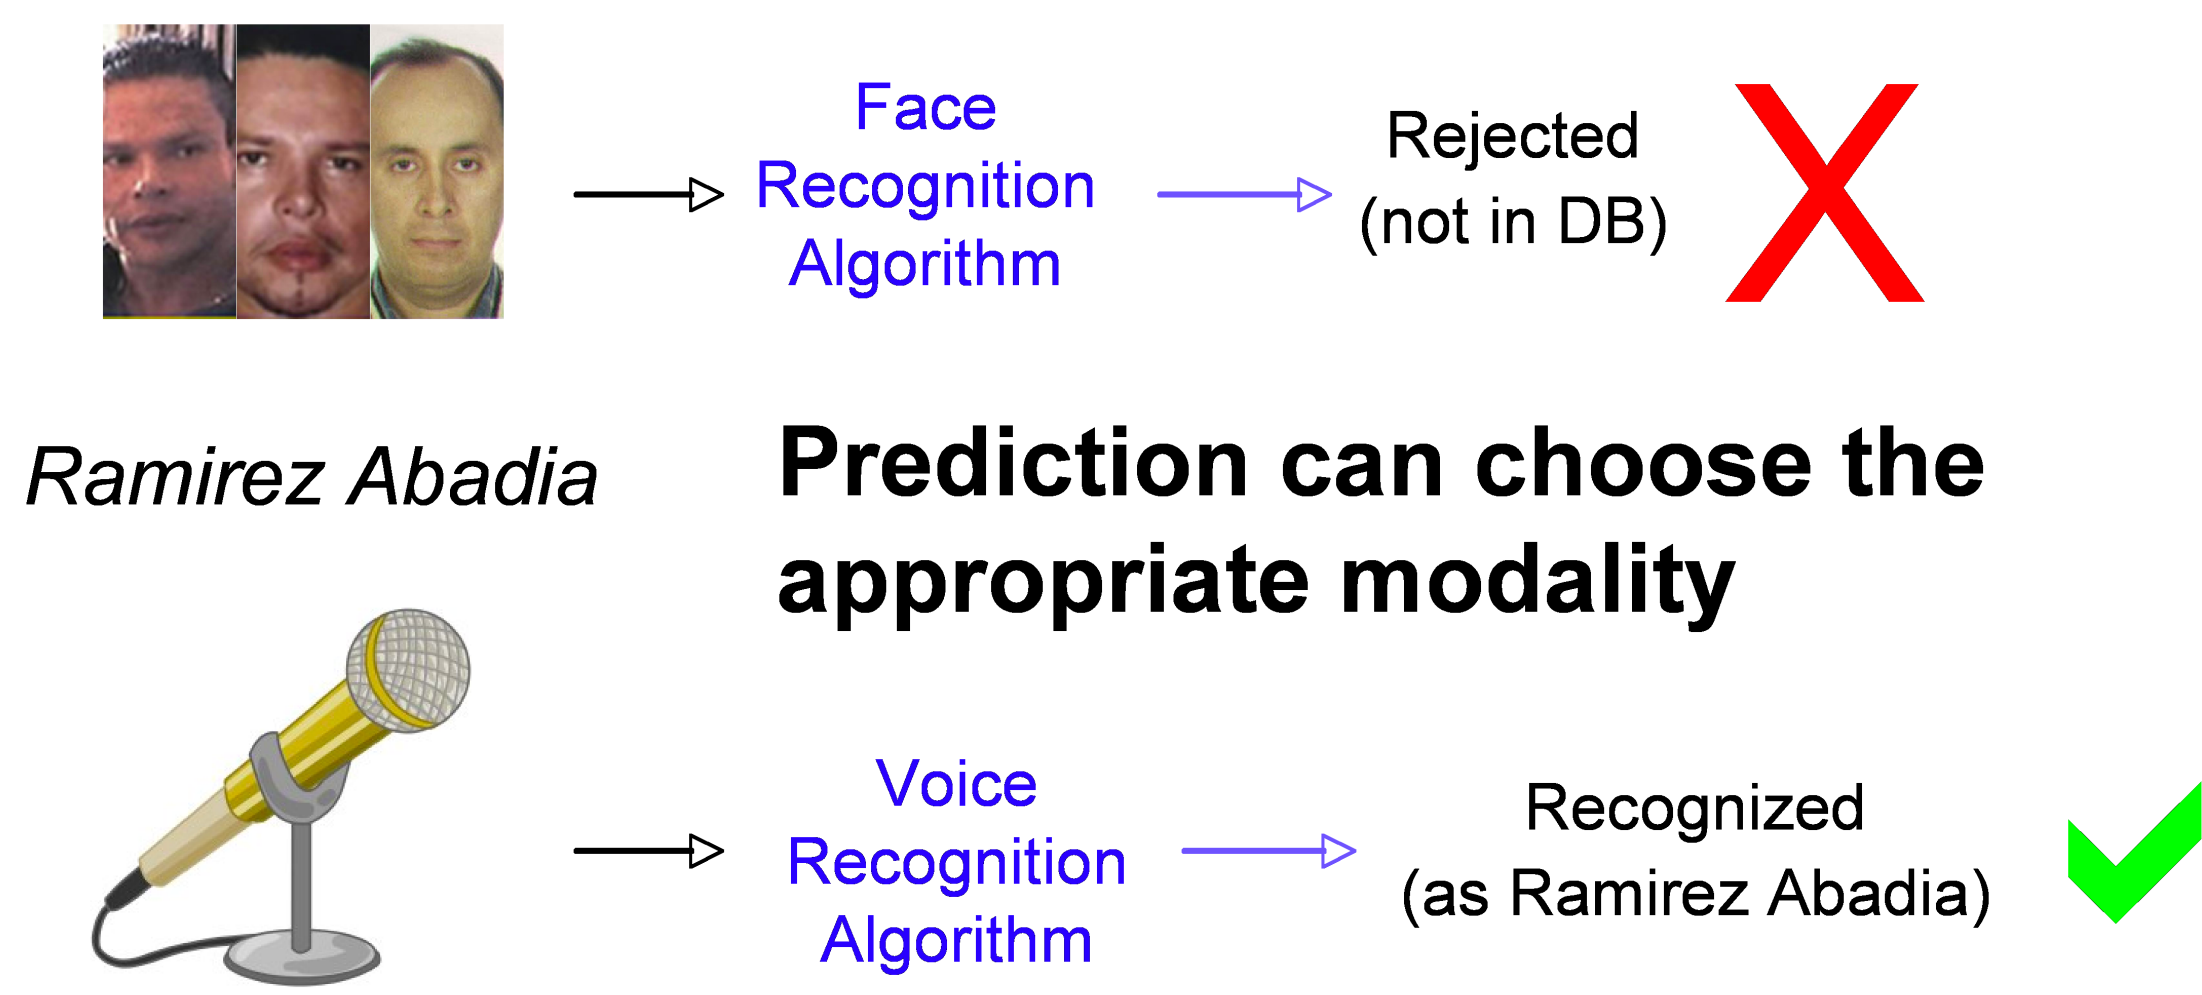 Face
Recognition
Algorithm
Rejected
(not in DB)
X
Ramirez Abadia
Prediction can choose the
appropriate modality
Voice
Recognition
Algorithm
Recognized
(as Ramirez Abadia)